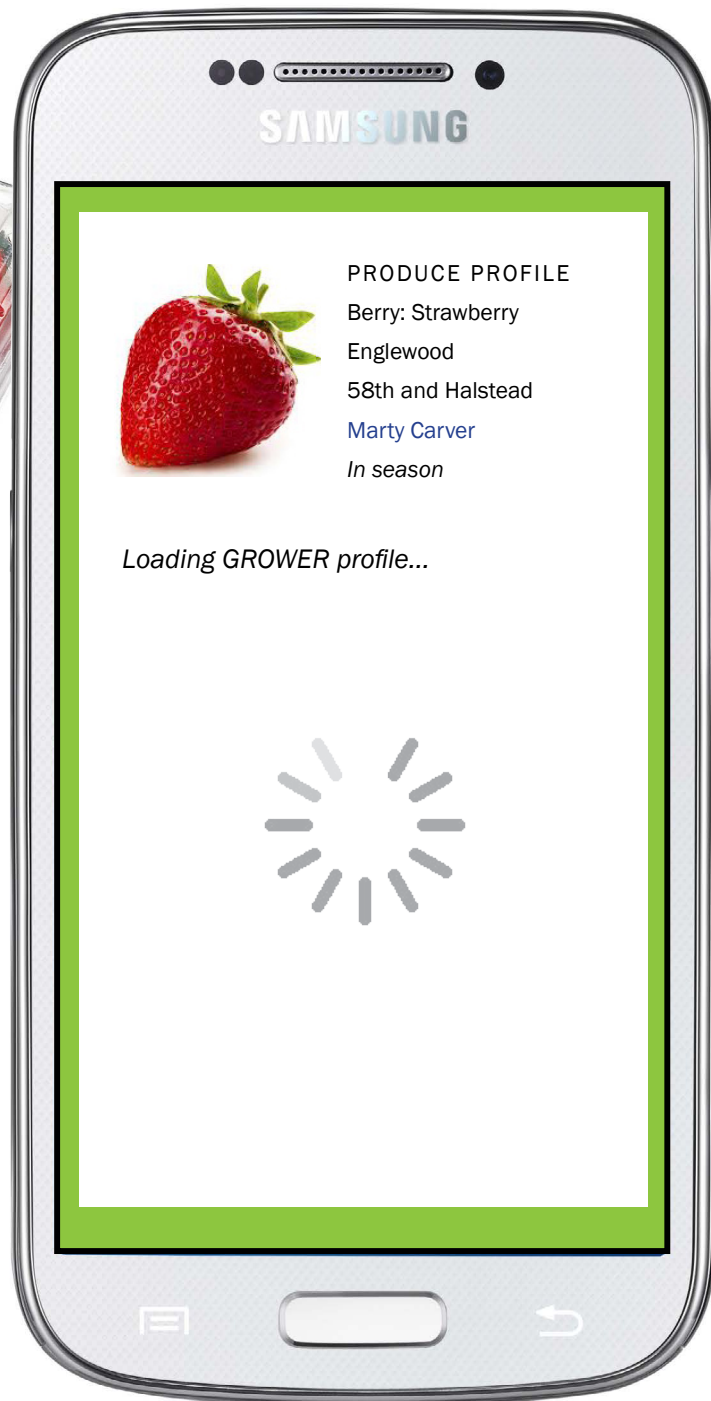 SAMSUNG
PRODUCE PROFILE
Berry: Strawberry
Englewood
58th and Halstead
Marty Carver
In season
Loading GROWER profile...